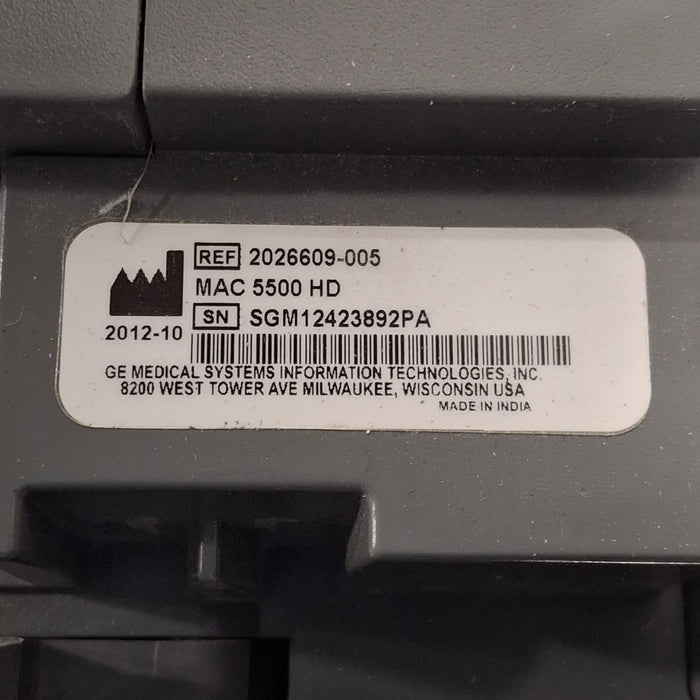 REF 2026609-005
MAC 5500 HD
2012-10
SN SGM12423892PA
GE MEDICAL SYSTEMS INFORMATION TECHNOLOGIES, INC.
8200 WEST TOWER AVE MILWAUKEE, WISCONSIN USA
MADE IN INDIA